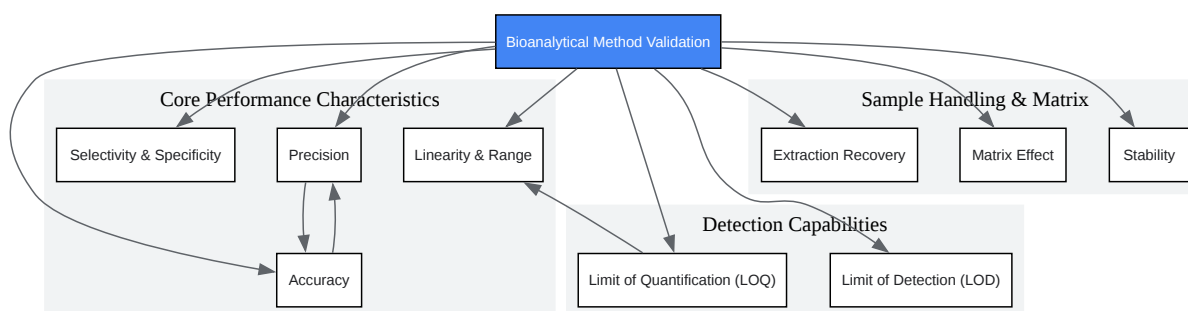 Bioanalytical Method Validation
Core Performance Characteristics
Sample Handling & Matrix
Selectivity & Specificity
Precision
Linearity & Range
Extraction Recovery
Matrix Effect
Stability
Detection Capabilities
Accuracy
Limit of Quantification (LOQ)
Limit of Detection (LOD)